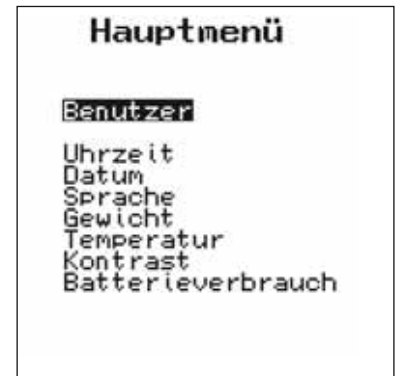 Hauptmenü
Benutzer
Uhrzeit
Datum
Sprache
Gewicht
Temperatur
Kontrast
Batterieverbrauch